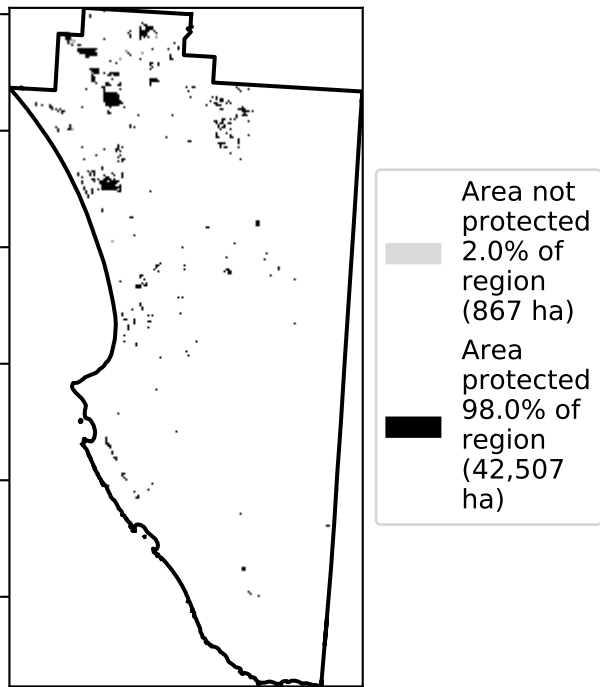 Area not
protected
2.0% of
region
(867 ha)
Area
protected
98.0% of
region
(42,507
ha)